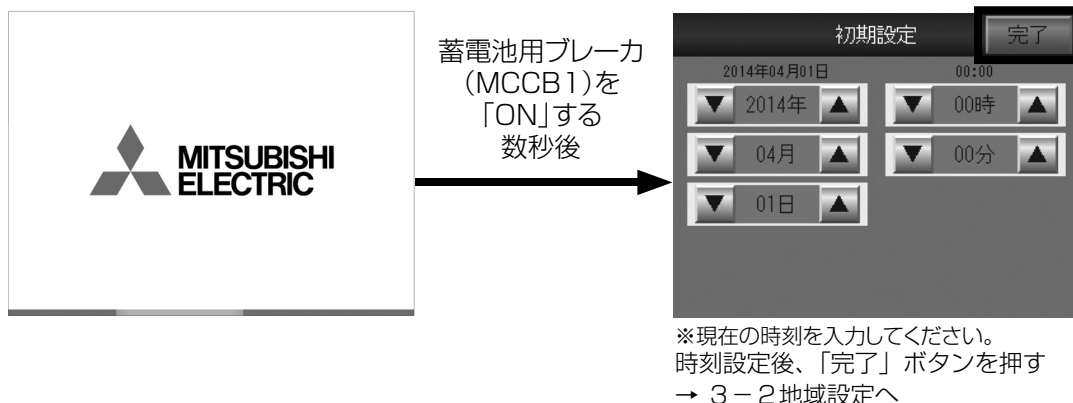 MITSUBISHI
ELECTRIC
蓄電池用ブレーカ
(MCCB1)を
「ON」する
数秒後
初期設定 完了
2014年04月01日 00:00
▼ 2014年 ▲ ▼ 00時 ▲
▼ 04月 ▲ ▼ 00分 ▲
▼ 01日 ▲
※現在の時刻を入力してください。
時刻設定後、「完了」ボタンを押す
→ 3－2地域設定へ